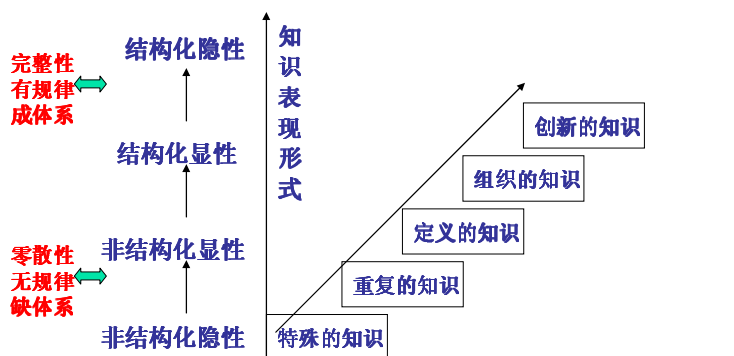 结构化隐性
完整性
有规律
成体系
结构化显性
非结构化显性
零散性
无规律
缺体系
非结构化隐性
知识表现形式
创新的知识
组织的知识
定义的知识
重复的知识
特殊的知识